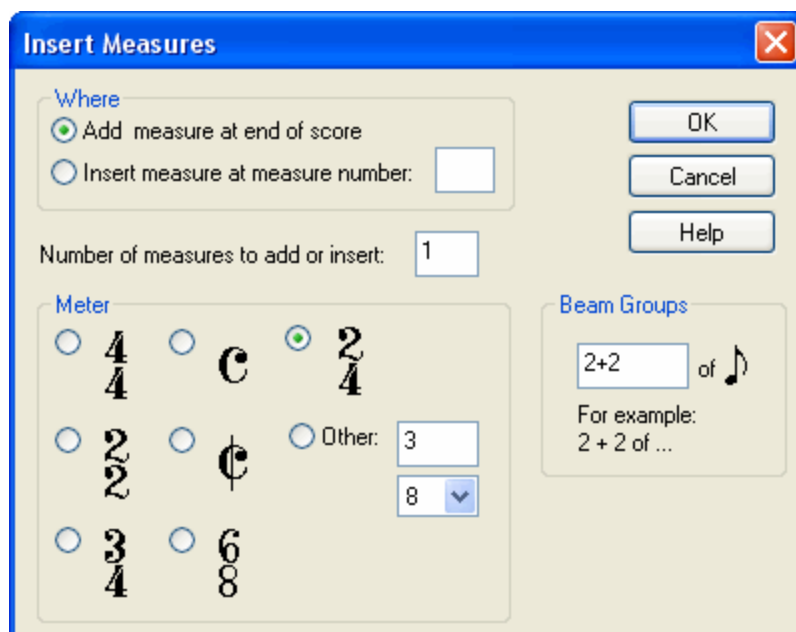 Insert Measures
Where
Add measure at end of score
Insert measure at measure number:
OK
Cancel
Help
Number of measures to add or insert: 1
Meter
4
4
C
2
4
2
2
¢
Other: 3
8
3
4
6
8
Beam Groups
2+2 of ♪
For example:
2 + 2 of ...